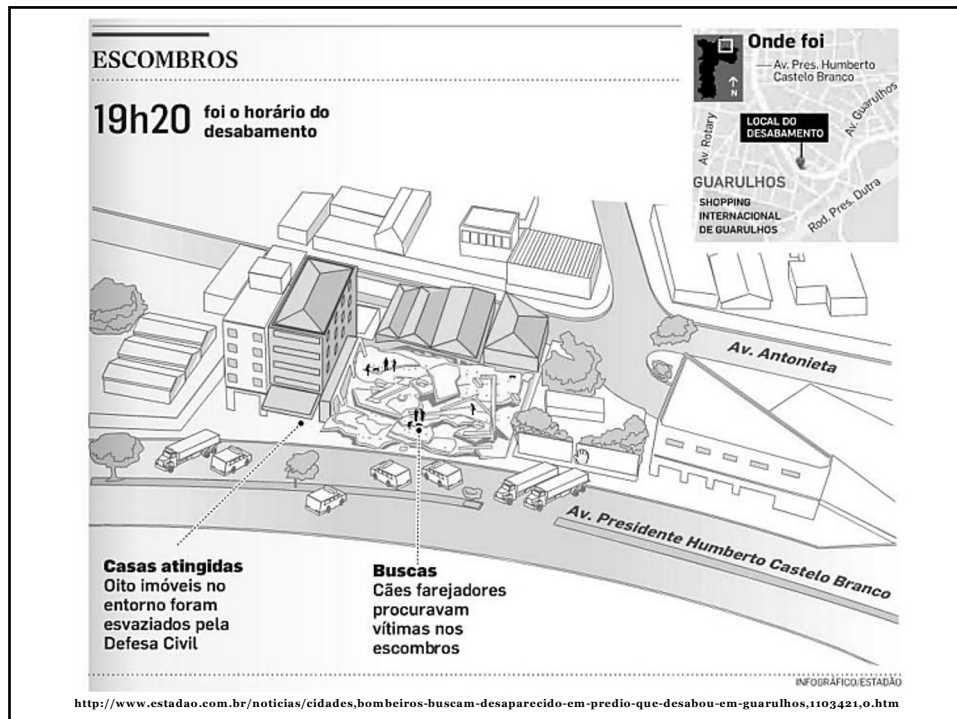 ESCOMBROS
19h20 foi o horário do
desabamento
Onde foi
Av. Pres. Humberto
Castelo Branco
N
Av. Rotary
LOCAL DO
DESABAMENTO
Av. Guarulhos
GUARULHOS
SHOPPING
INTERNACIONAL
DE GUARULHOS
Rod. Pres. Dutra
Av. Antonieta
Av. Presidente Humberto Castelo Branco
Casas atingidas
Oito imóveis no
entorno foram
esvaziados pela
Defesa Civil
Buscas
Cães farejadores
procuravam
vítimas nos
escombros
INFOGRÁFICO/ESTADÃO
http://www.estadao.com.br/noticias/cidades,bombeiros-buscam-desaparecido-em-predio-que-desabou-em-guarulhos,1103421,0.htm